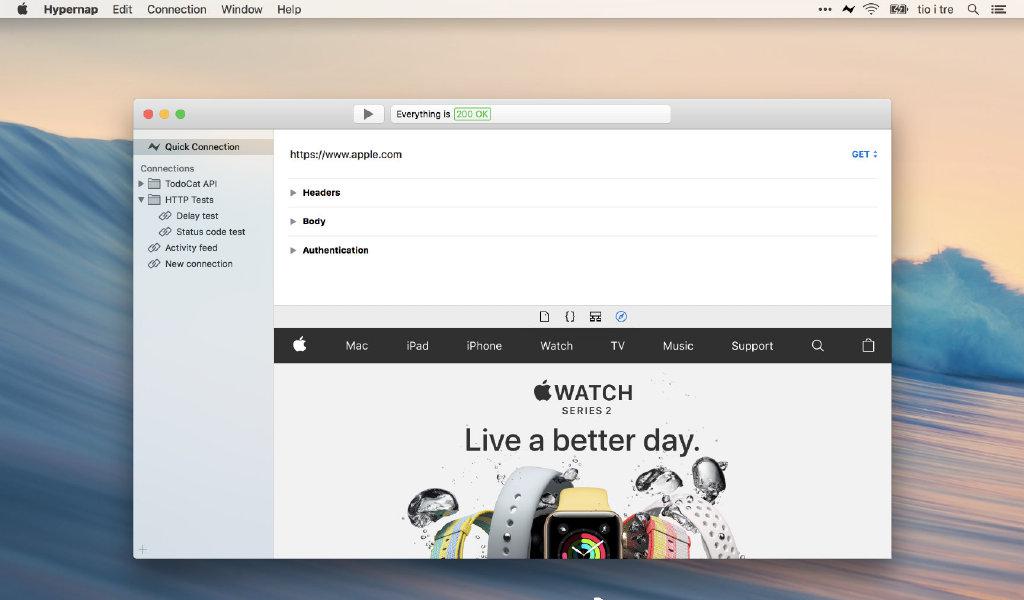 Hypernap Edit Connection Window Help
tio i tre
Everything is 200 OK
Quick Connection
Connections
TodoCat API
HTTP Tests
Delay test
Status code test
Activity feed
New connection
https://www.apple.com
GET
Headers
Body
Authentication
{}
Mac iPad iPhone Watch TV Music Support
WATCH
SERIES 2
Live a better day.